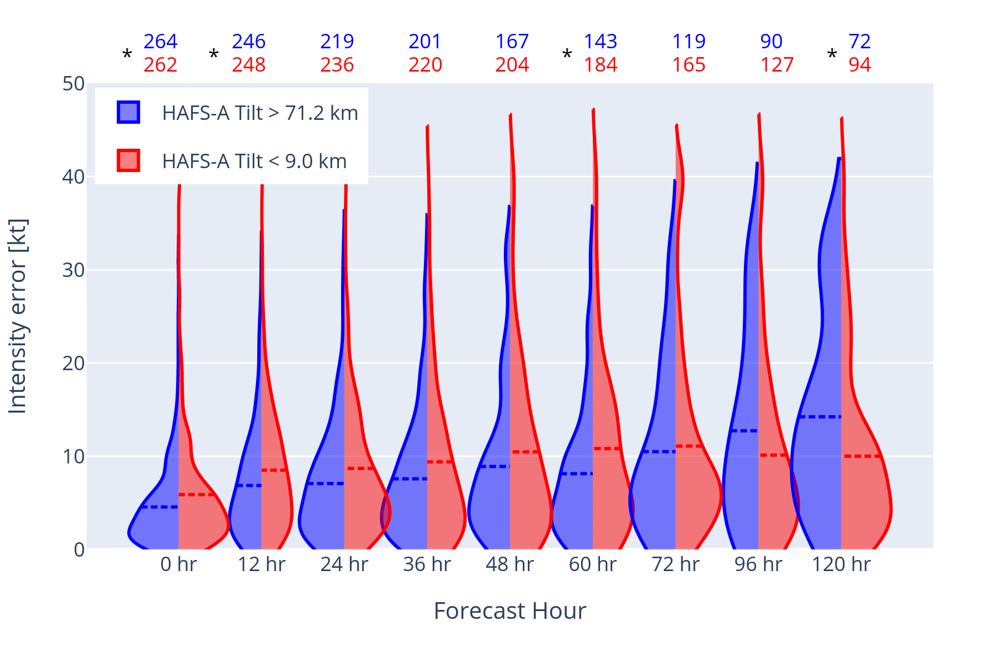 264 246 219 201 167 143 119 90 72
* * * *
262 248 236 220 204 184 165 127 94
50
HAFS-A Tilt > 71.2 km
HAFS-A Tilt < 9.0 km
40
30
20
10
0
Intensity error [kt]
0 hr 12 hr 24 hr 36 hr 48 hr 60 hr 72 hr 96 hr 120 hr
Forecast Hour